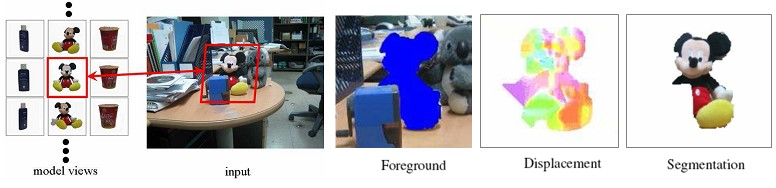 model views
input
Foreground
Displacement
Segmentation